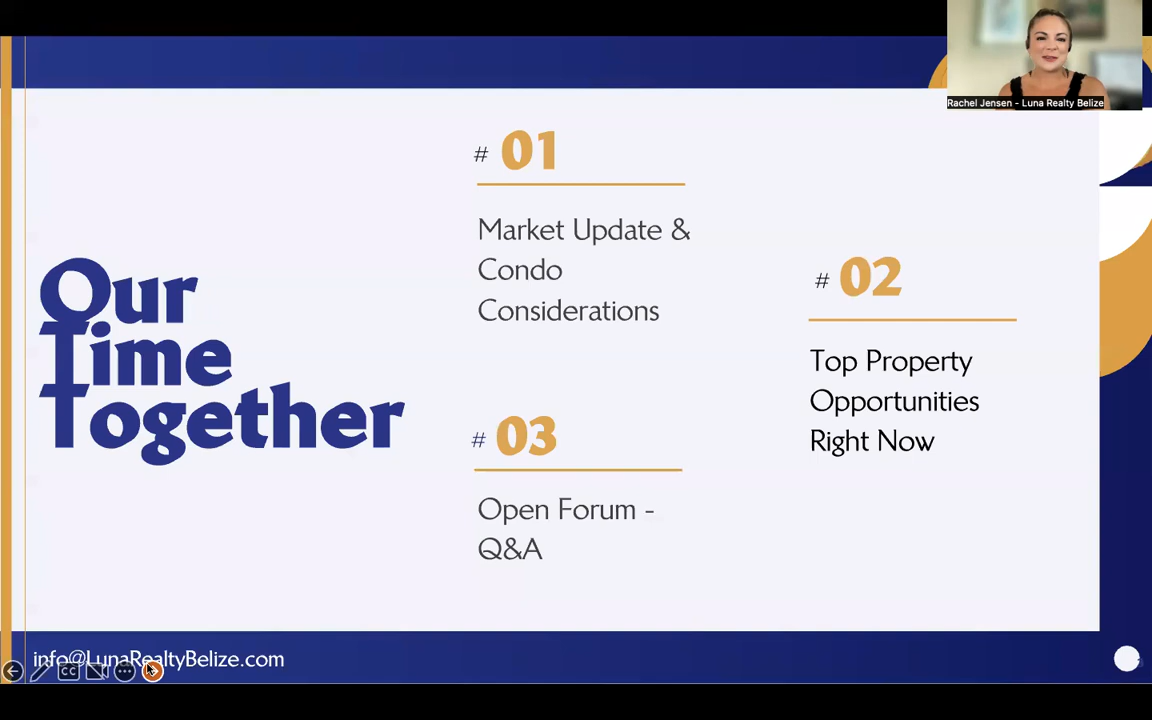 Rachel Jensen - Luna Realty Belize
Our
Time
Together
# 01
Market Update &
Condo
Considerations
# 02
Top Property
Opportunities
Right Now
# 03
Open Forum -
Q&A
info@LunaRealtyBelize.com
CC